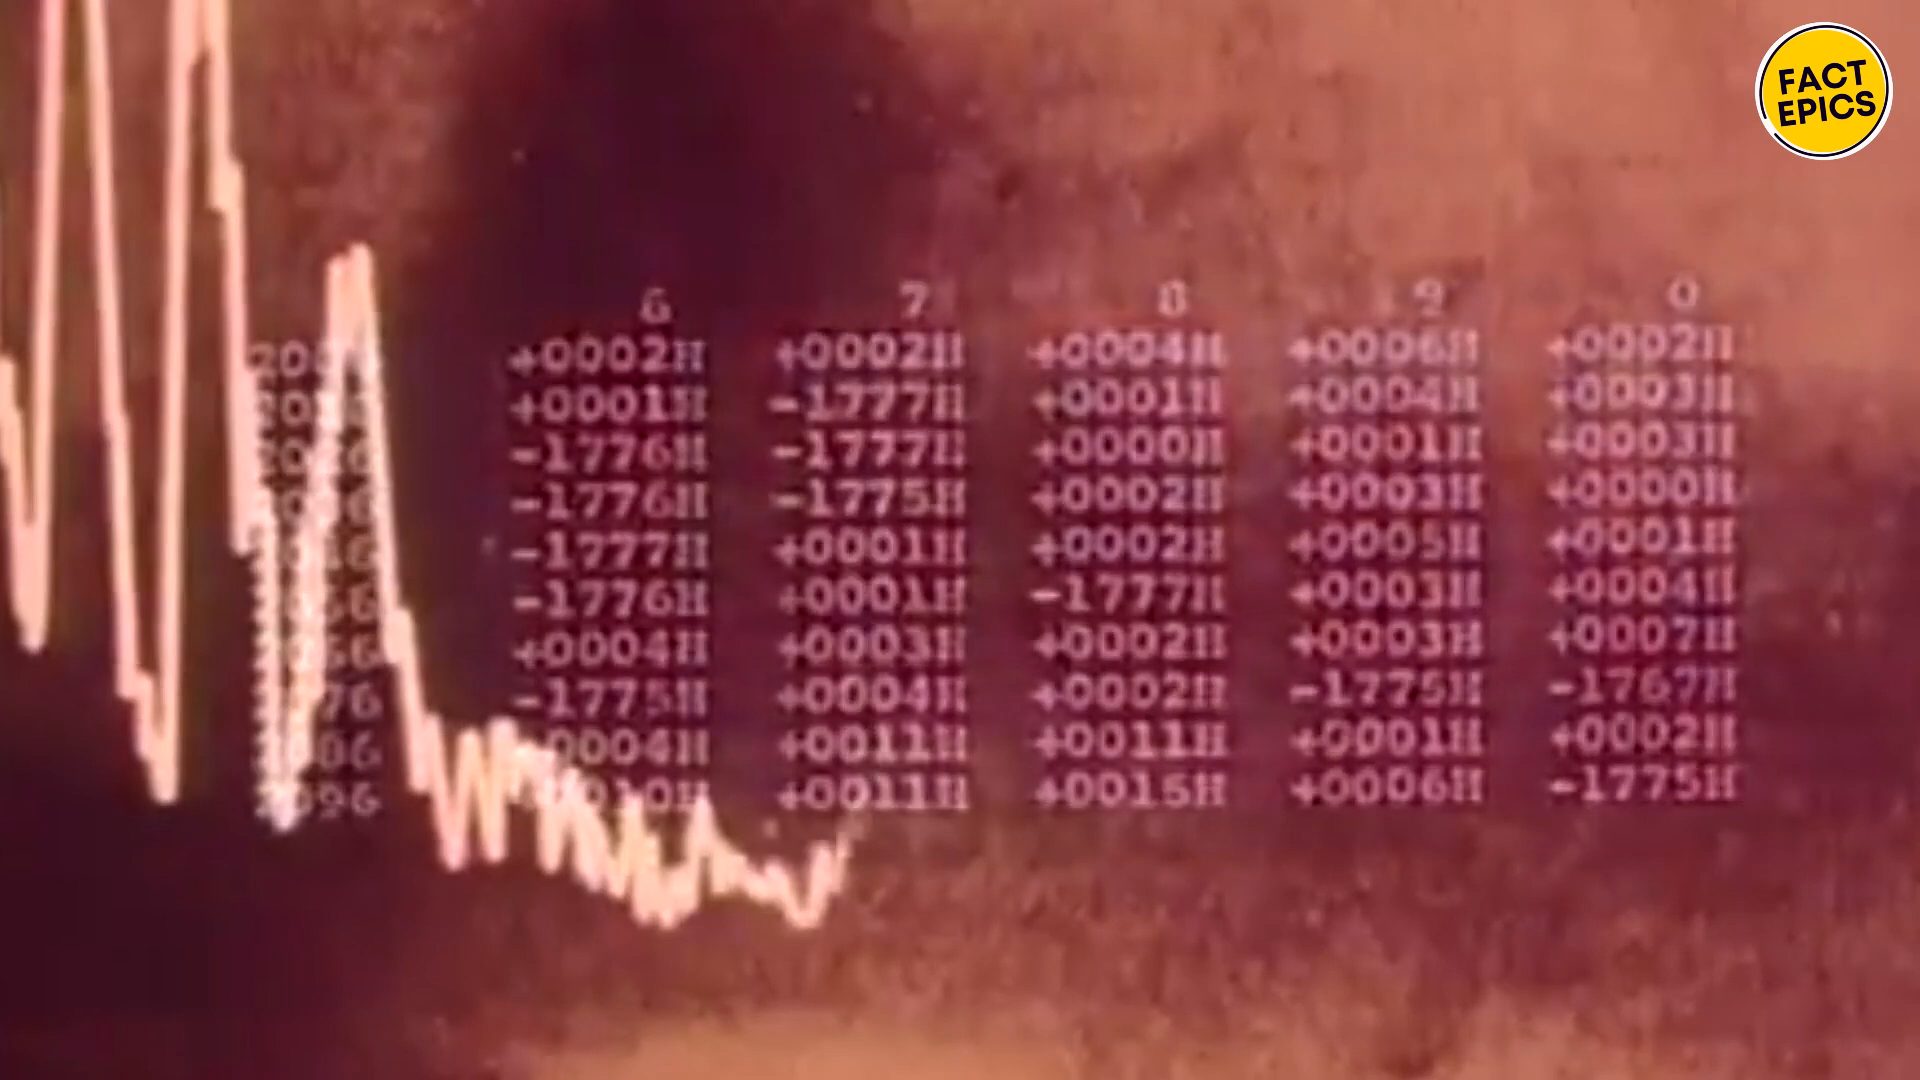 FACT
EPICS
6 7 8 9 0
+0002H +0002H +0004H +0006H +0002H
+0001H -1777H +0001H +0004H +0003H
-1776H -1777H +0000H +0001H +0003H
-1776H -1775H +0002H +0003H +0000H
-1777H +0001H +0002H +0005H +0001H
-1776H +0001H -1777H +0003H +0004H
+0004H +0003H +0002H +0003H +0007H
-1775H +0004H +0002H -1775H -1767H
+0011H +0011H +0001H +0002H
+0011H +0015H +0006H -1775H